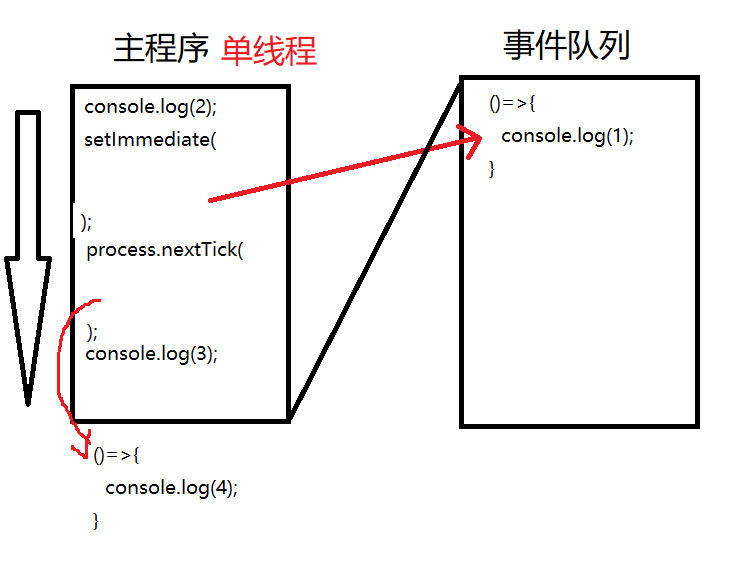 主程序 单线程
事件队列
console.log(2);
setImmediate(
);
process.nextTick(
);
console.log(3);
()=>{
console.log(4);
}
()=>{
console.log(1);
}